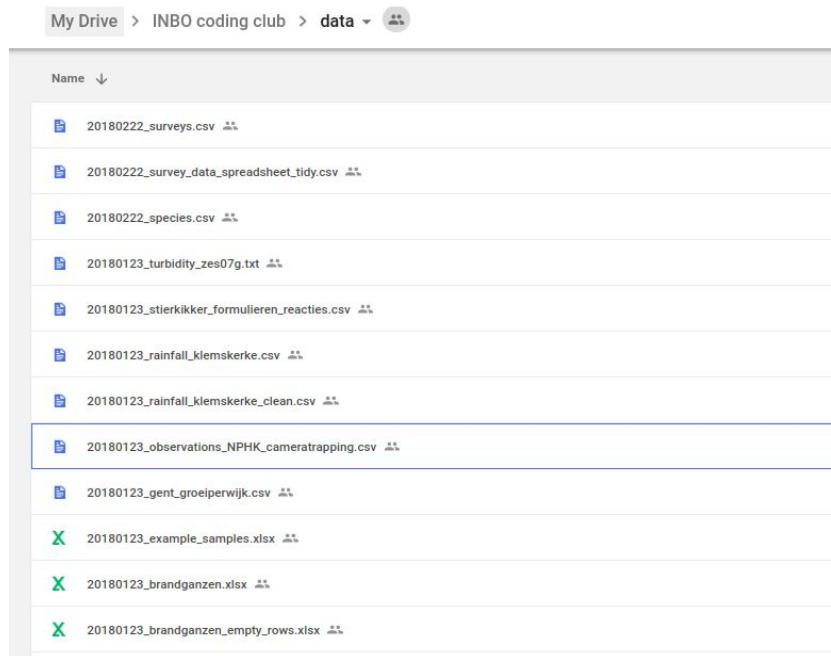 My Drive > INBO coding club > data
Name ↓
20180222_surveys.csv
20180222_survey_data_spreadsheet_tidy.csv
20180222_species.csv
20180123_turbidity_zes07g.txt
20180123_stierkikker_formulieren_reacties.csv
20180123_rainfall_klemskerke.csv
20180123_rainfall_klemskerke_clean.csv
20180123_observations_NPHK_cameratrapping.csv
20180123_gent_groeiperwijk.csv
20180123_example_samples.xlsx
20180123_brandganzen.xlsx
20180123_brandganzen_empty_rows.xlsx